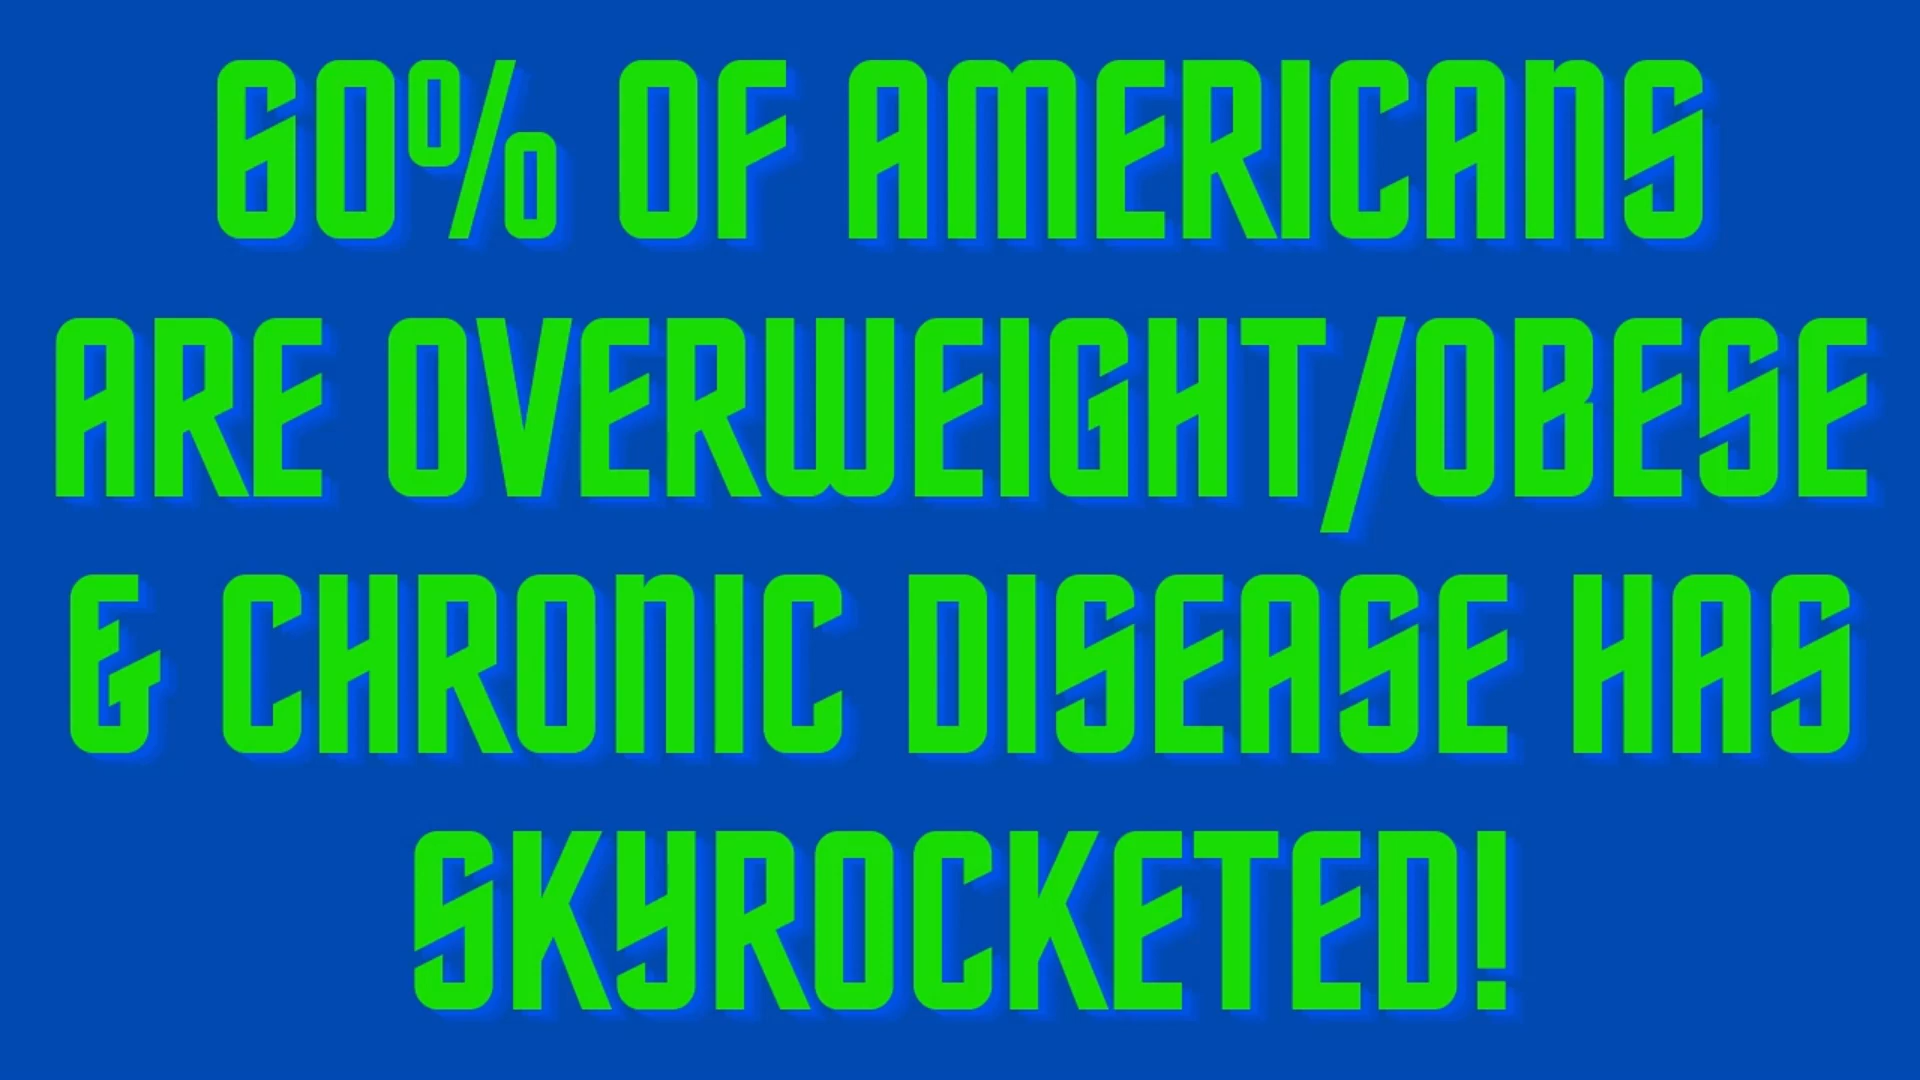 60% OF AMERICANS
ARE OVERWEIGHT/OBESE
& CHRONIC DISEASE HAS
SKYROCKETED!